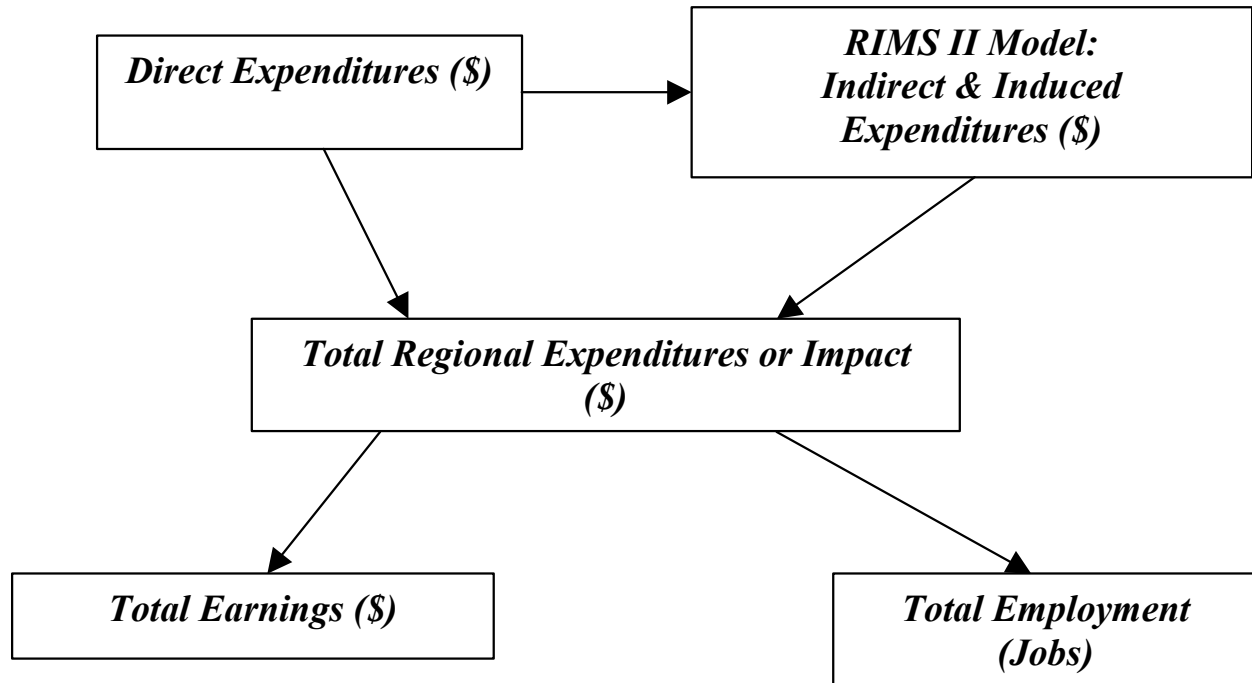 Direct Expenditures ($)
RIMS II Model:
Indirect & Induced
Expenditures ($)
Total Regional Expenditures or Impact
($)
Total Earnings ($)
Total Employment
(Jobs)